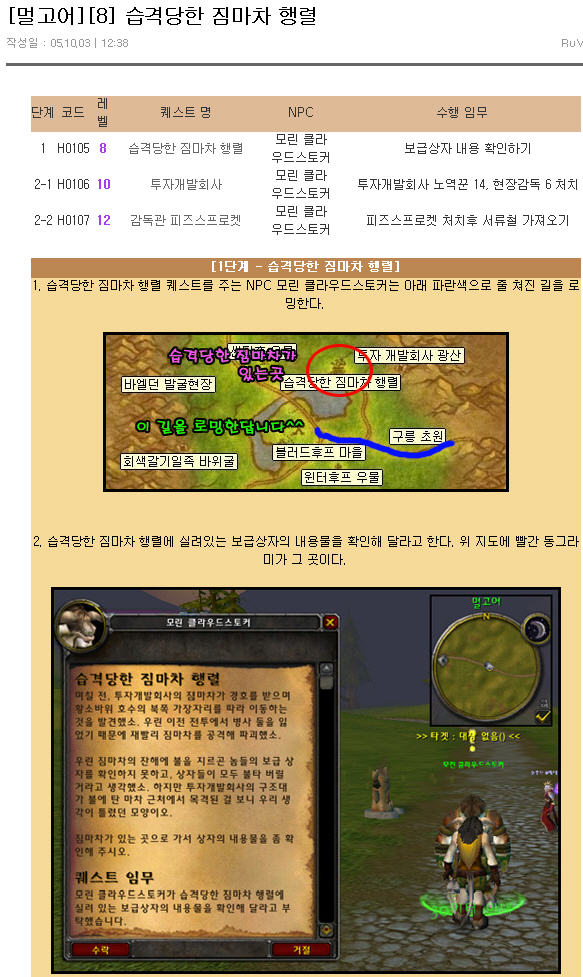 [멀고어][8] 습격당한 짐마차 행렬
작성일 : 05.10.03 | 12:38
RuV
단계 코드 레벨 퀘스트 명 NPC 수행 임무
1 H0105 8 습격당한 짐마차 행렬 모린 클라우드스토커 보급상자 내용 확인하기
2-1 H0106 10 투자개발회사 모린 클라우드스토커 투자개발회사 노역꾼 14, 현장감독 6 처치
2-2 H0107 12 감독관 피즈스프로켓 모린 클라우드스토커 피즈스프로켓 처치후 서류철 가져오기
[1단계 - 습격당한 짐마차 행렬]
1. 습격당한 짐마차 행렬 퀘스트를 주는 NPC 모린 클라우드스토커는 아래 파란색으로 줄 쳐진 길을 로
밍한다.
습격당한 짐마차가
있는곳
투자 개발회사 광산
바엘던 발굴현장
습격당한 짐마차 행렬
이 길을 로밍한답니다^^
구릉 초원
블러드후프 마을
회색갈기일족 바위굴
윈터후프 우물
2. 습격당한 짐마차 행렬에 실려있는 보급상자의 내용물을 확인해 달라고 한다. 위 지도에 빨간 동그라
미가 그 곳이다.
모린 클라우드스토커
멀고어
N
습격당한 짐마차 행렬
며칠 전, 투자개발회사의 짐마차가 경호를 받으며
황소바위 호수의 북쪽 가장자리를 따라 이동하는
것을 발견했소. 우린 이전 전투에서 병사 둘을 잃
었기 때문에 재빨리 짐마차를 공격해 파괴했소.
우린 짐마차의 잔해에 불을 지르곤 놈들의 보급 상
자를 확인하지 못하고, 상자들이 모두 불타 버릴
거라고 생각했소. 하지만 투자개발회사의 구조대
가 불에 탄 마차 근처에서 목격된 걸 보니 우리 생
각이 틀렸던 모양이오.
짐마차가 있는 곳으로 가서 상자의 내용물을 좀 확
인해 주시오.
퀘스트 임무
모린 클라우드스토커가 습격당한 짐마차 행렬에
실려 있는 보급상자의 내용물을 확인해 달라고 부
탁했습니다.
수락
거절
>> 타겟 : 대상 없음() <<
모린 클라우드스토커